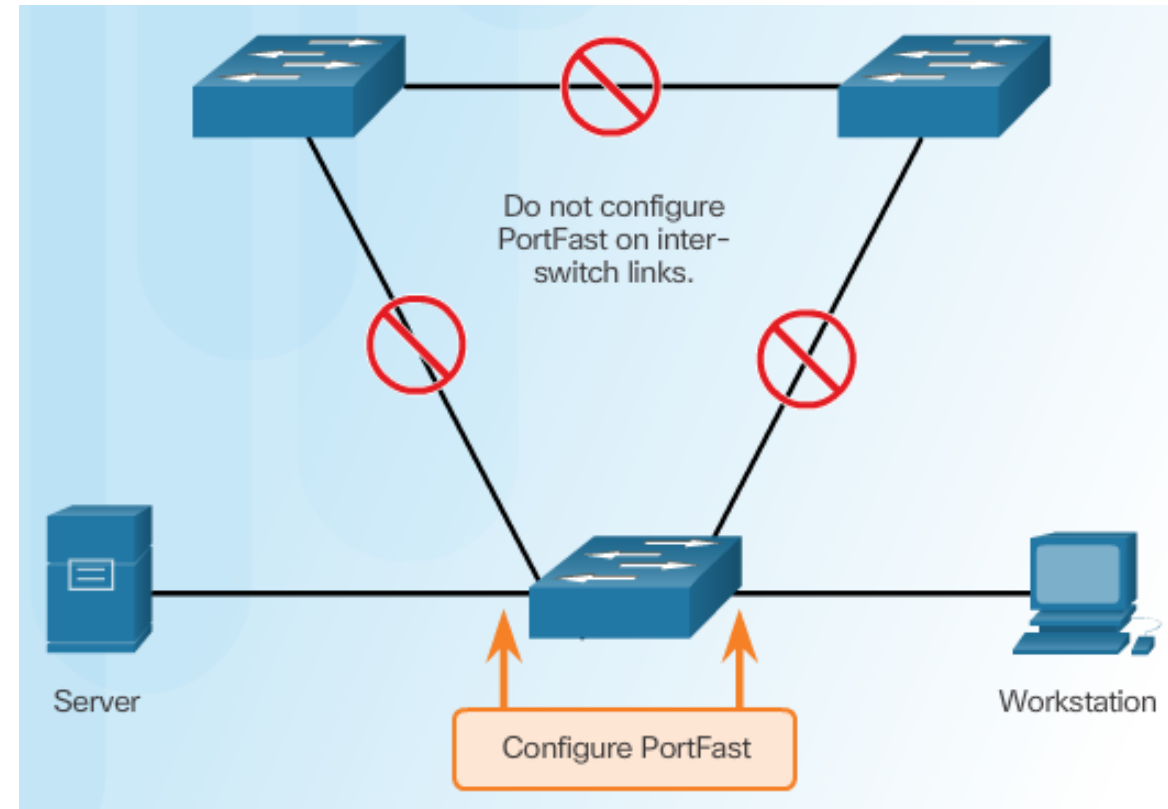 Do not configure
PortFast on inter-
switch links.
Server
Workstation
Configure PortFast